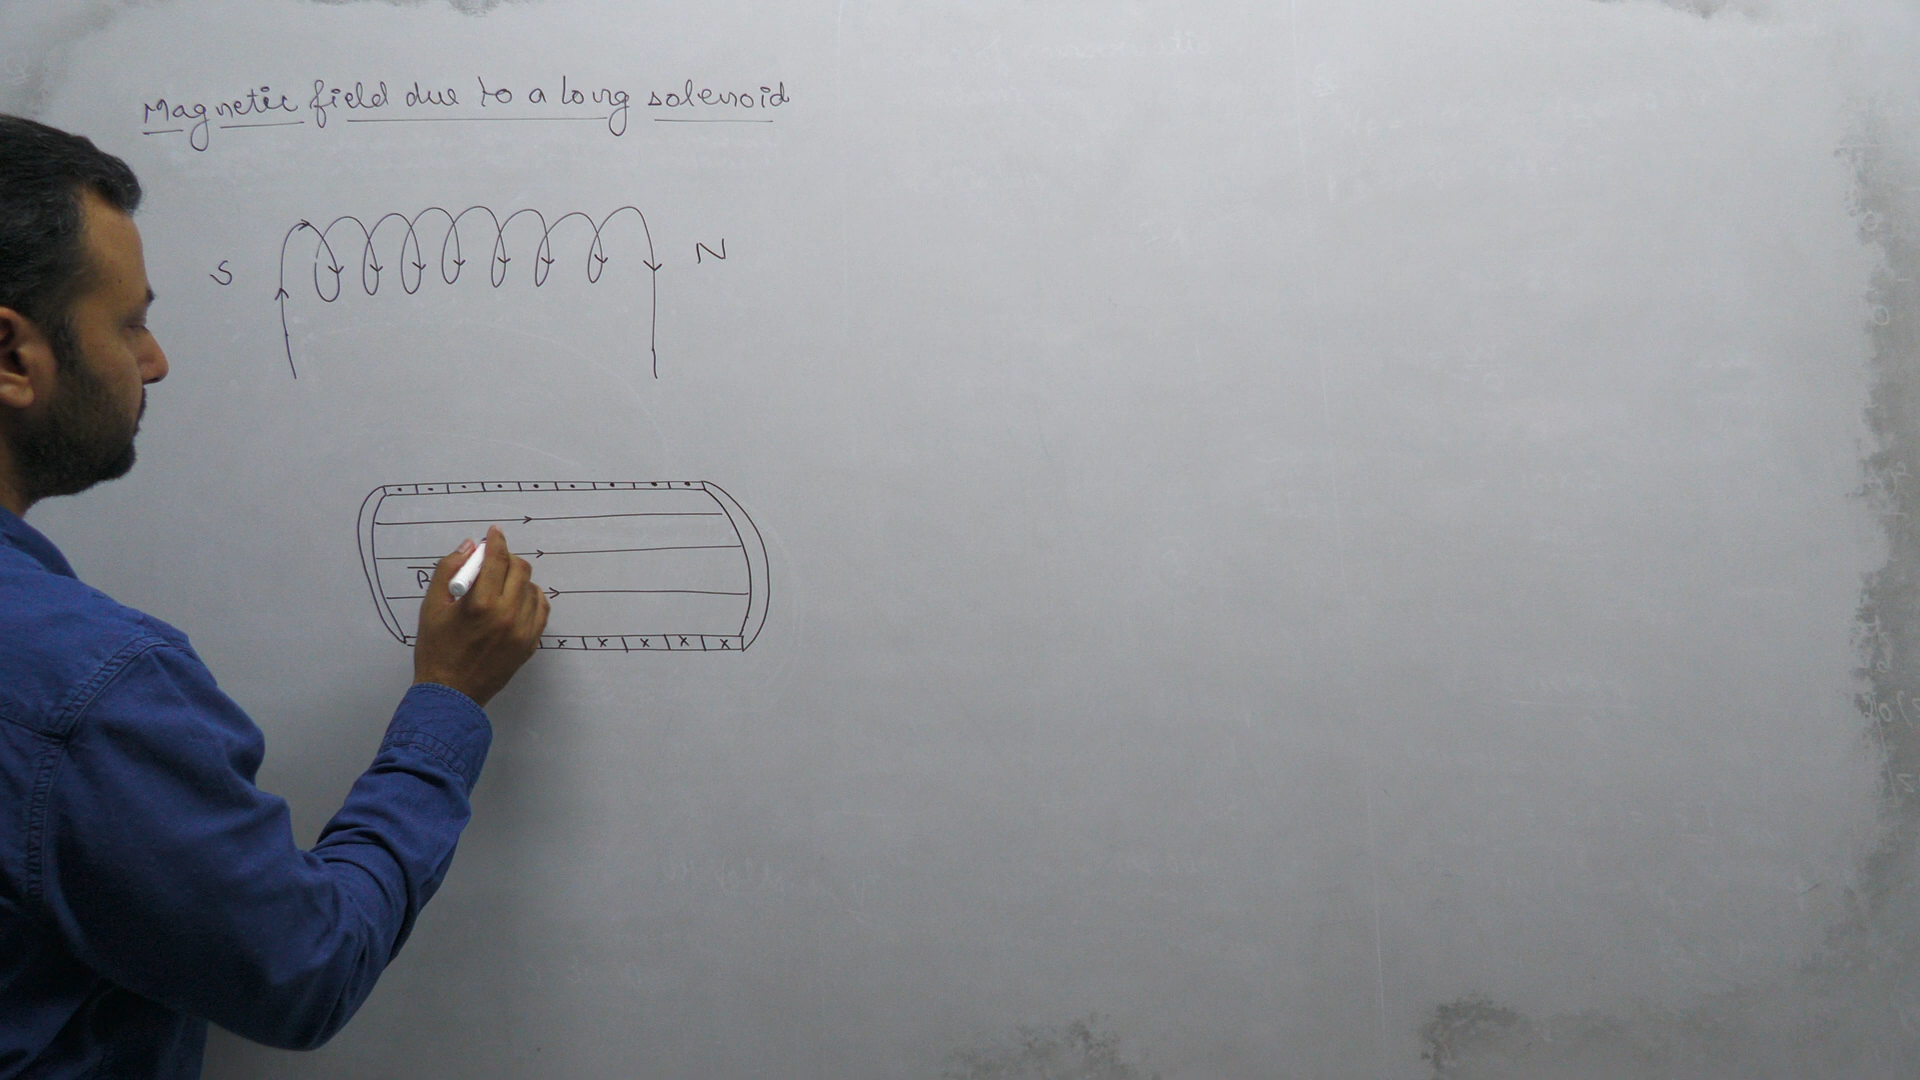 Magnetic field due to a long solenoid
S N
B
x x x x x